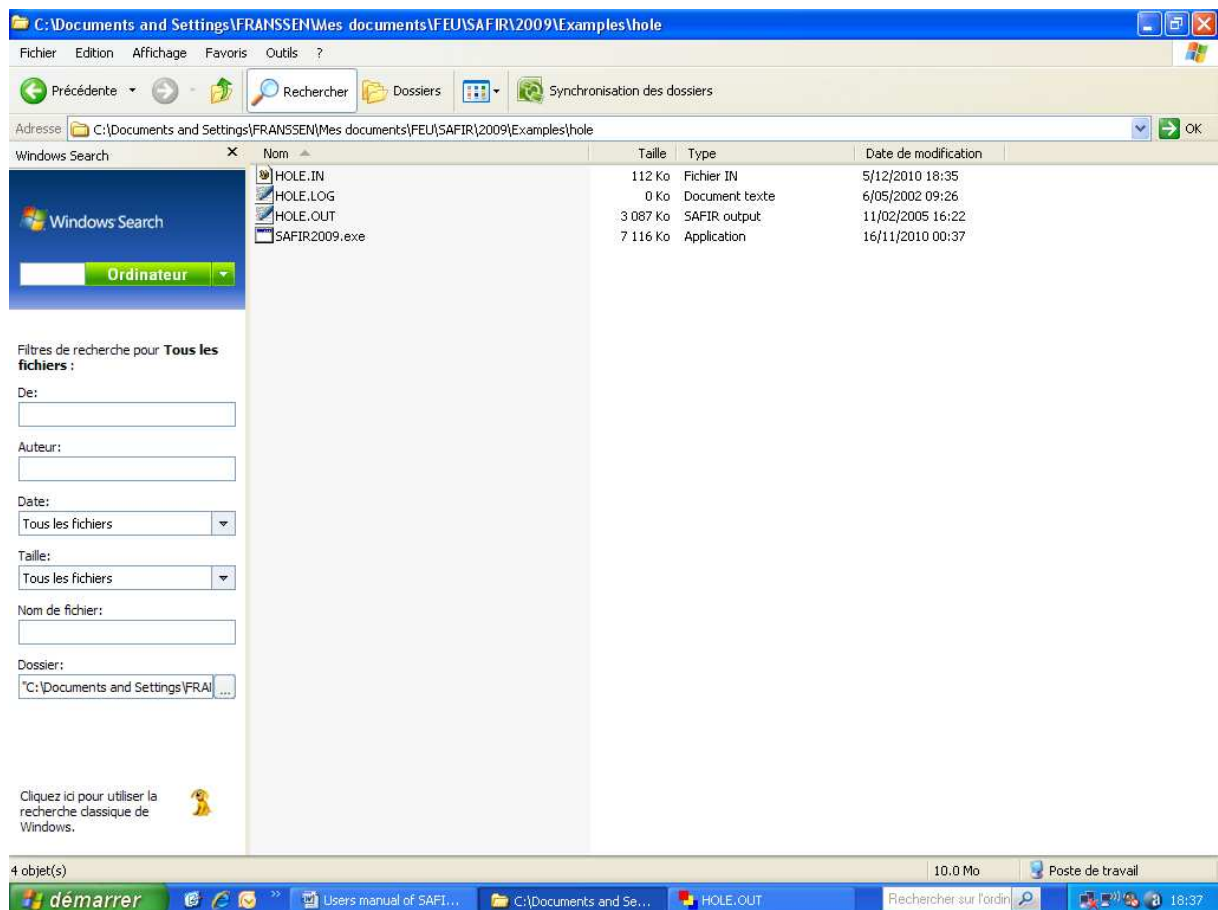 C:\Documents and Settings\FRANSSEN\Mes documents\FEU\SAFIR\2009\Examples\hole
Fichier Edition Affichage Favoris Outils ?
Précédente Rechercher Dossiers Synchronisation des dossiers
Adresse C:\Documents and Settings\FRANSSEN\Mes documents\FEU\SAFIR\2009\Examples\hole OK
Windows Search Nom Taille Type Date de modification
HOLE.IN 112 Ko Fichier IN 5/12/2010 18:35
HOLE.LOG 0 Ko Document texte 6/05/2002 09:26
HOLE.OUT 3 087 Ko SAFIR output 11/02/2005 16:22
SAFIR2009.exe 7 116 Ko Application 16/11/2010 00:37
Windows Search
Ordinateur
Filtres de recherche pour Tous les
fichiers :
De:
Auteur:
Date:
Tous les fichiers
Taille:
Tous les fichiers
Nom de fichier:
Dossier:
"C:\Documents and Settings\FRAI ...
Cliquez ici pour utiliser la
recherche classique de
Windows.
4 objet(s) 10.0 Mo Poste de travail
démarrer Users manual of SAFI... C:\Documents and Se... HOLE.OUT Rechercher sur l'ordin 18:37